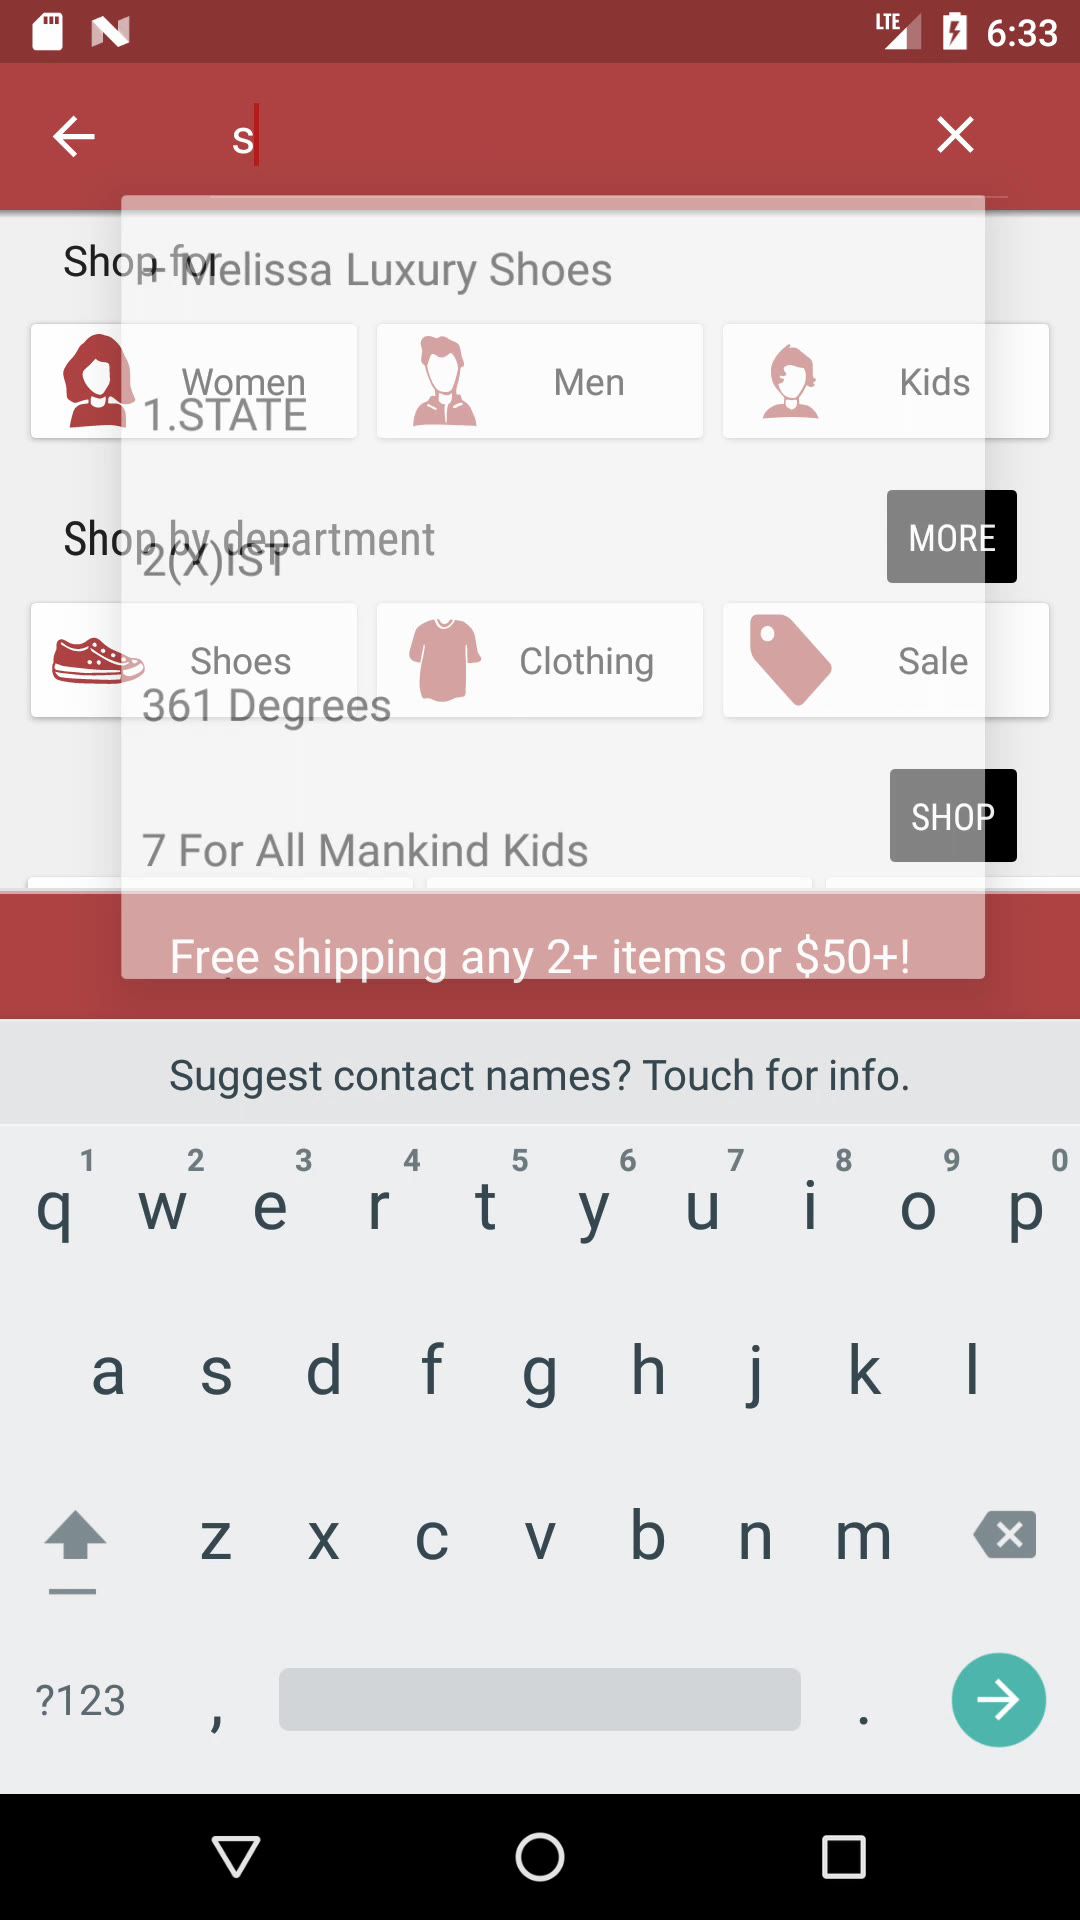 LTE 6:33
s
Shop for
+ Melissa Luxury Shoes
Women Men Kids
1.STATE
Shop by department MORE
2(X)IST
Shoes Clothing Sale
361 Degrees
SHOP
7 For All Mankind Kids
Free shipping any 2+ items or $50+!
Suggest contact names? Touch for info.
1 2 3 4 5 6 7 8 9 0
q w e r t y u i o p
a s d f g h j k l
z x c v b n m
?123 , .